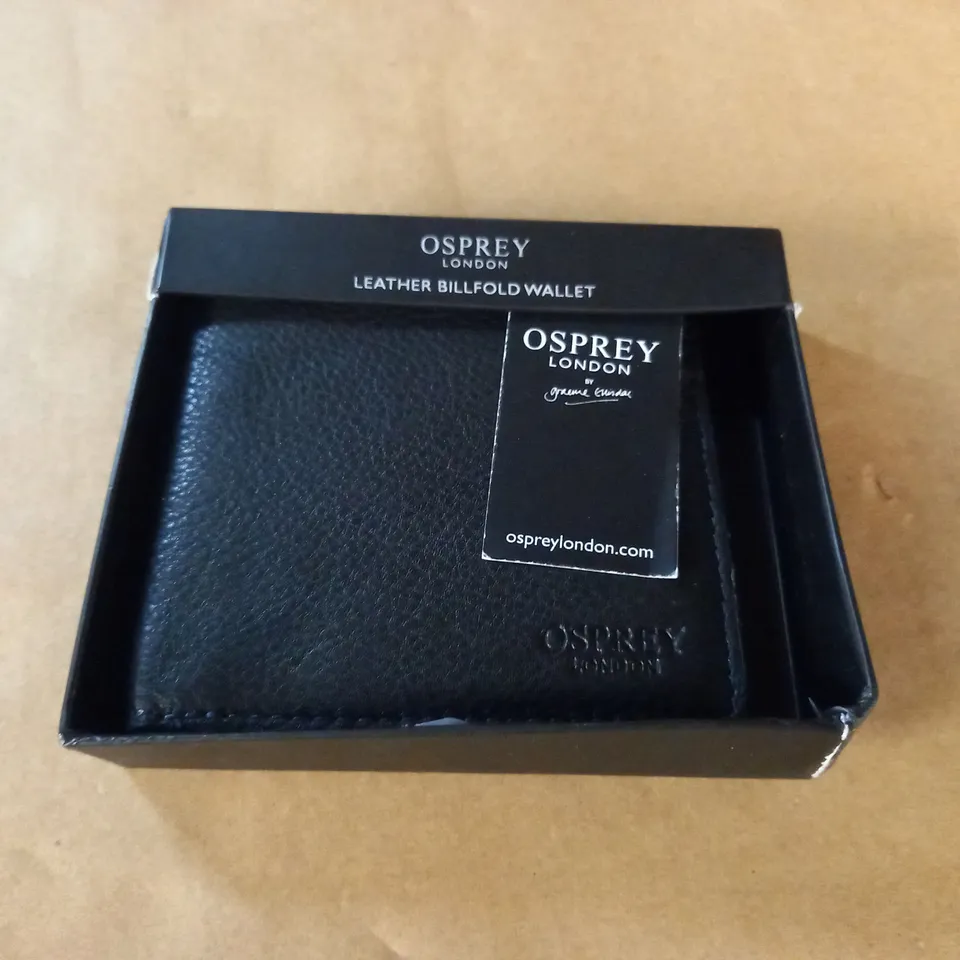 OSPREY
LONDON
LEATHER BILLFOLD WALLET
OSPREY
LONDON
BY
ospreylondon.com
OSPREY
LONDON